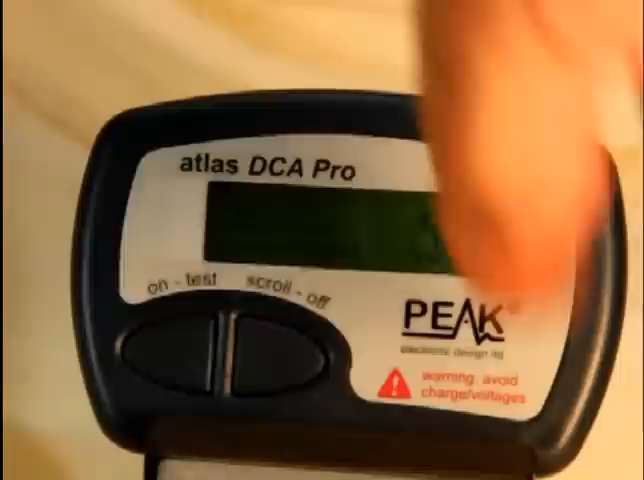 atlas DCA Pro
on - test scroll - off
PEAK
electronic design ltd
warning: avoid
charge/voltages